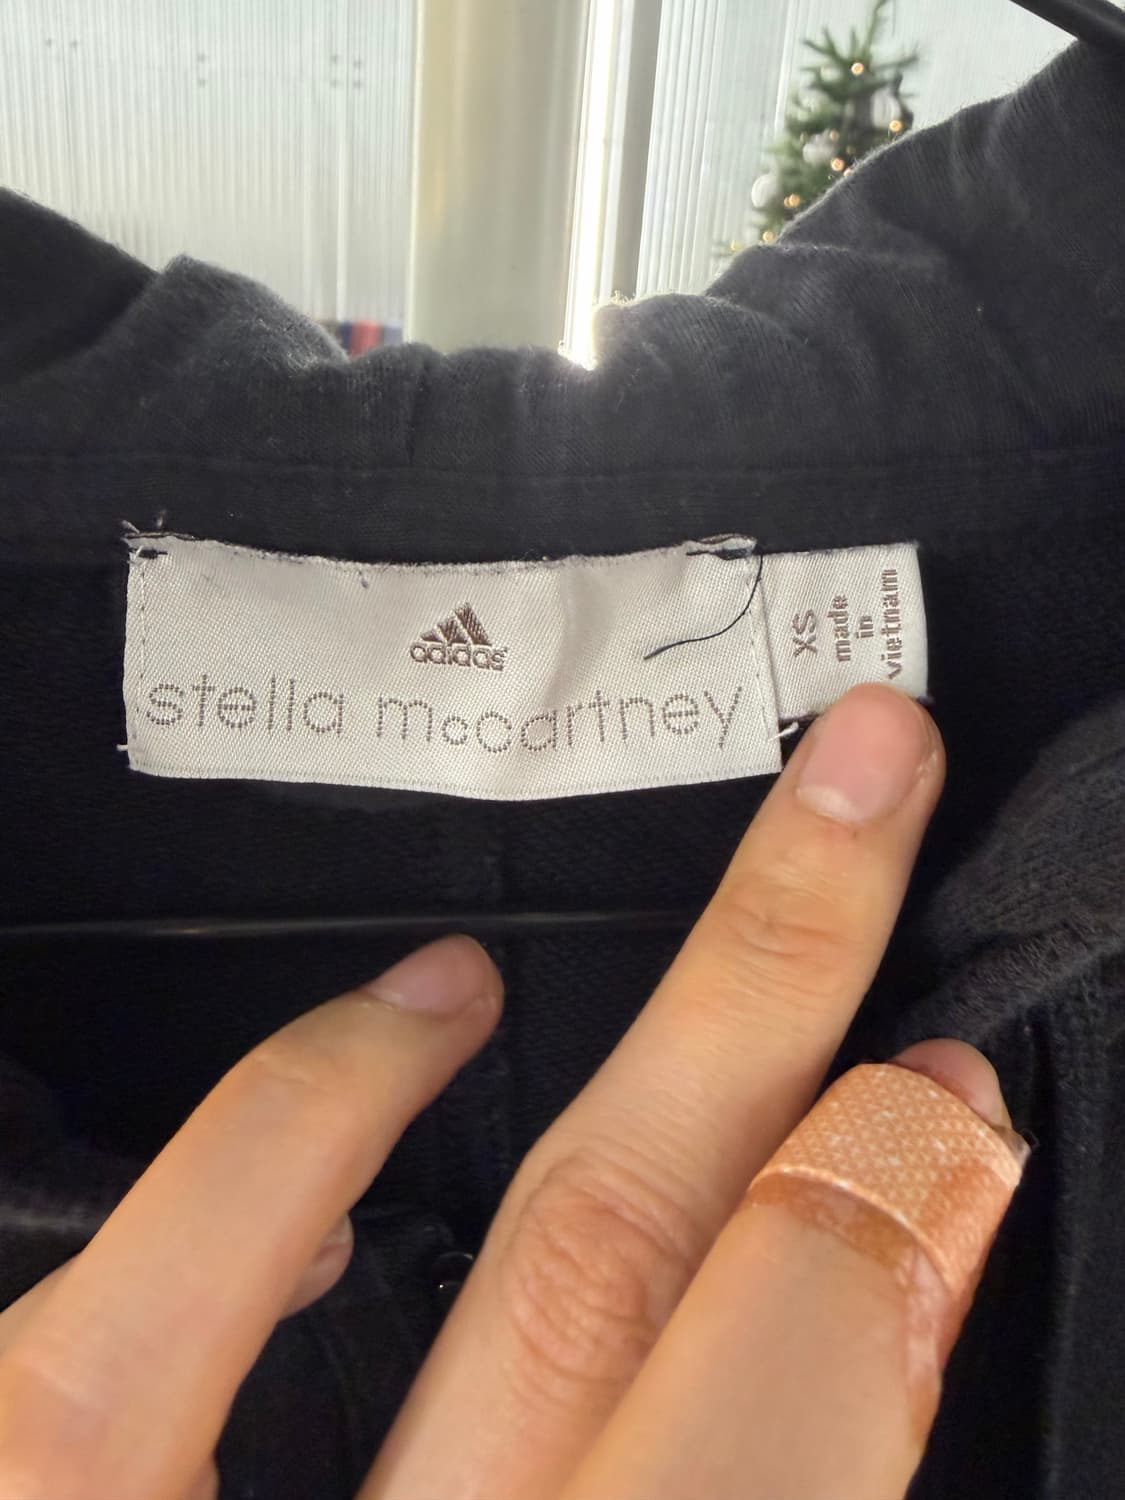 adidas
stella mccartney
XS
made
in
vietnam